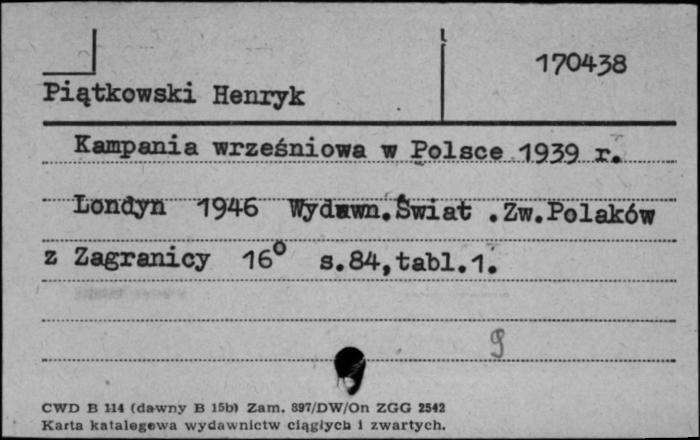 170438
Piątkowski Henryk
Kampania wrześniowa w Polsce 1939 r.
Londyn 1946 Wydawn.Świat .Zw.Polaków
z Zagranicy 16° s.84,tabl.1.
9
CWD B 114 (dawny B 15b) Zam. 897/DW/On ZGG 2542
Karta katalogowa wydawnictw ciągłych i zwartych.